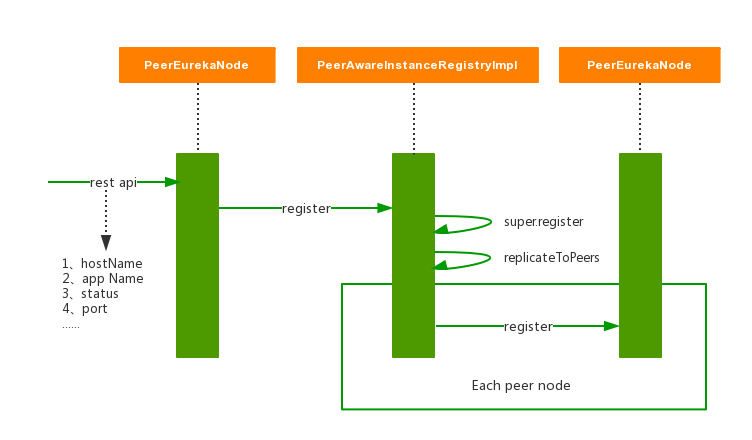 PeerEurekaNode
PeerAwareInstanceRegistryImpl
PeerEurekaNode
rest api
register
super.register
replicateToPeers
1、hostName
2、app Name
3、status
4、port
......
register
Each peer node